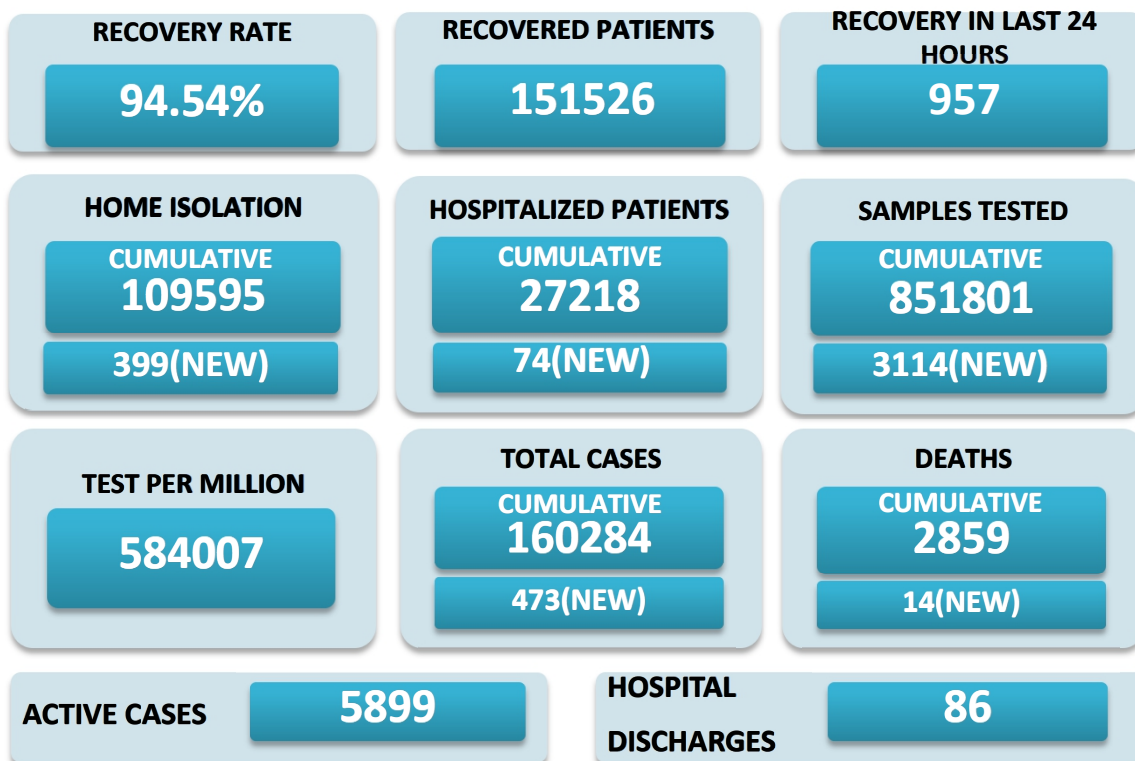 RECOVERY RATE
94.54%
RECOVERED PATIENTS
151526
RECOVERY IN LAST 24
HOURS
957
HOME ISOLATION
CUMULATIVE
109595
399(NEW)
HOSPITALIZED PATIENTS
CUMULATIVE
27218
74(NEW)
SAMPLES TESTED
CUMULATIVE
851801
3114(NEW)
TEST PER MILLION
584007
TOTAL CASES
CUMULATIVE
160284
473(NEW)
DEATHS
CUMULATIVE
2859
14(NEW)
ACTIVE CASES
5899
HOSPITAL
DISCHARGES
86